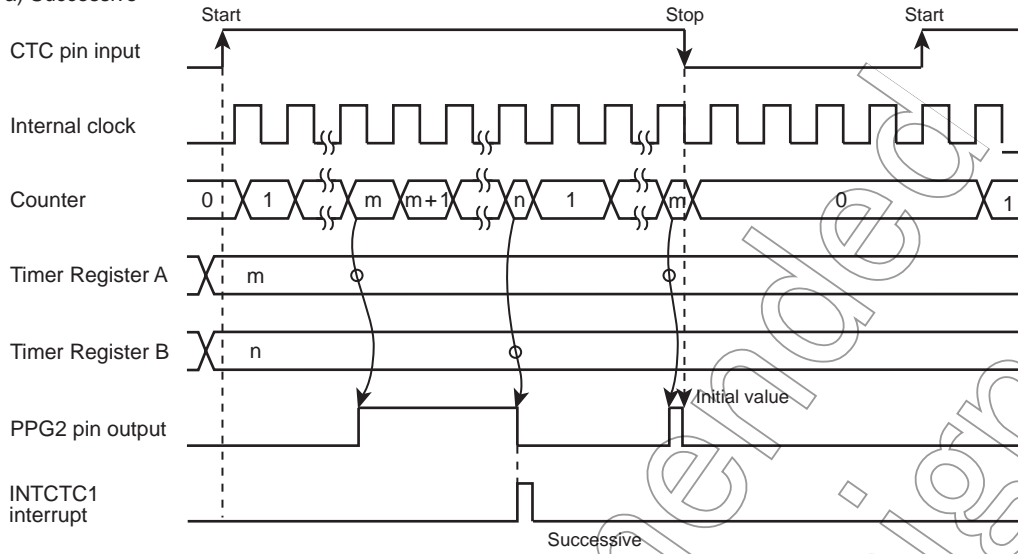 a) Successive
Start Stop Start
CTC pin input
Internal clock
Counter 0 1 m m+1 n 1 m 0 1
Timer Register A m
Timer Register B n
Initial value
PPG2 pin output
INTCTC1
interrupt
Successive